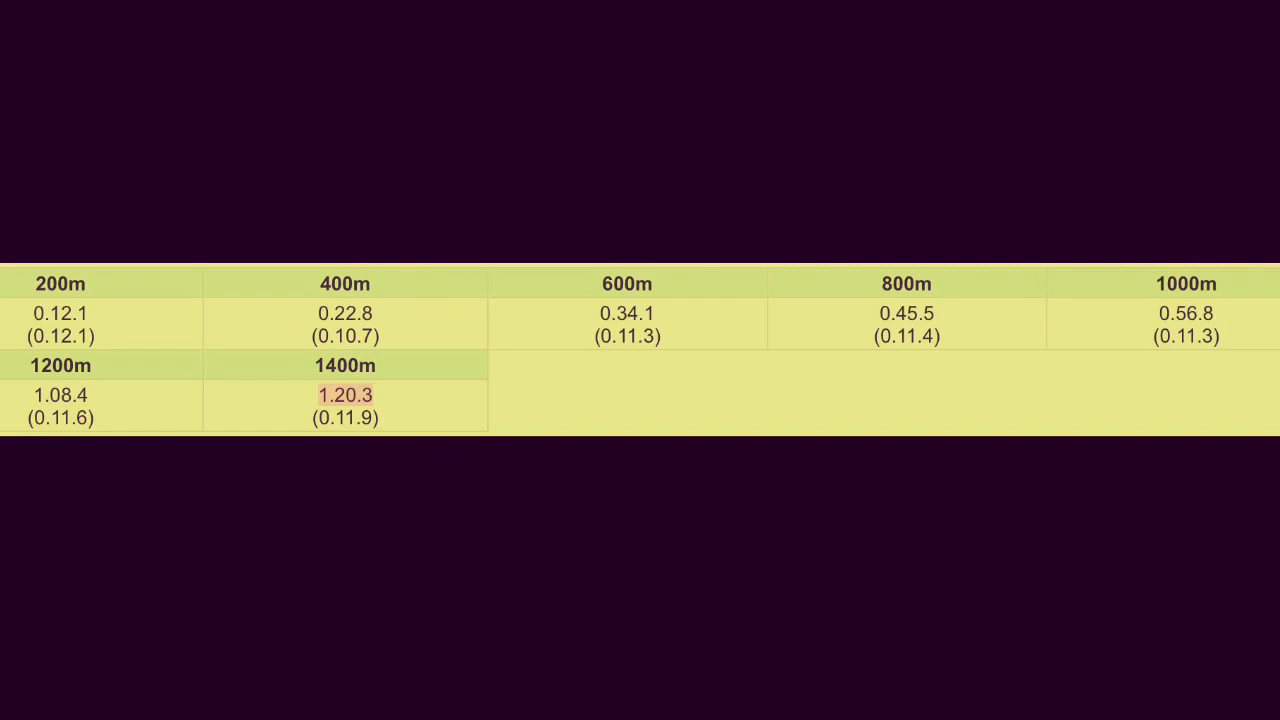 200m 400m 600m 800m 1000m
0.12.1 0.22.8 0.34.1 0.45.5 0.56.8
(0.12.1) (0.10.7) (0.11.3) (0.11.4) (0.11.3)
1200m 1400m
1.08.4 1.20.3
(0.11.6) (0.11.9)